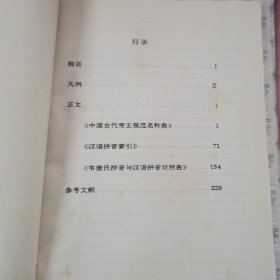 目录
前言 I
凡例 II
正文
《中国古代帝王规范名称表》 1
《汉语拼音索引》 71
《韦盖氏拼音与汉语拼音对照表》 154
参考文献 229